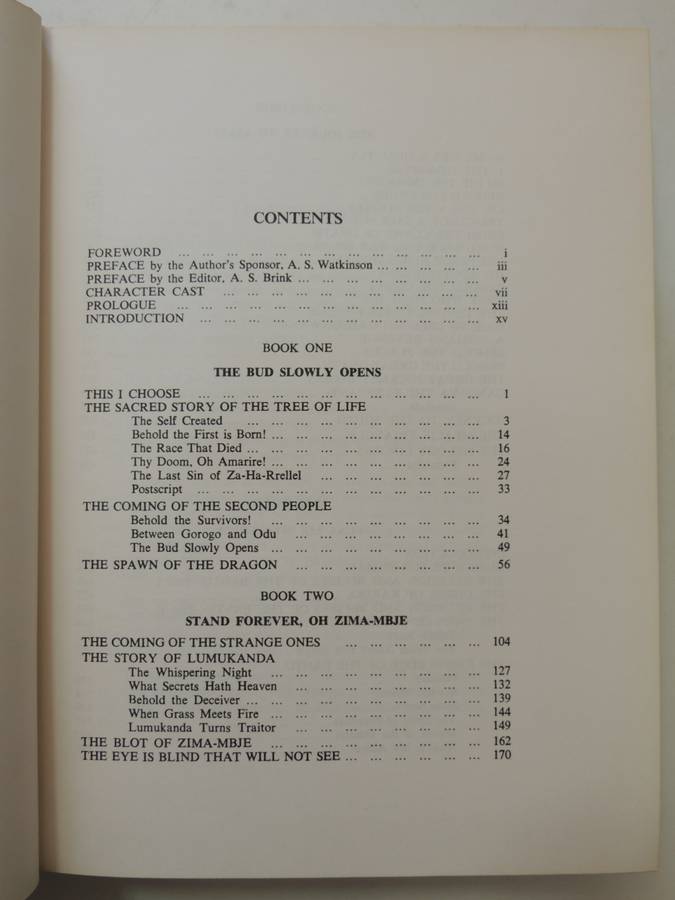 CONTENTS
FOREWORD ... ... ... ... ... ... ... ... ... ... ... ... ... i
PREFACE by the Author's Sponsor, A. S. Watkinson ... ... ... ... ... iii
PREFACE by the Editor, A. S. Brink ... ... ... ... ... ... ... ... v
CHARACTER CAST ... ... ... ... ... ... ... ... ... ... ... vii
PROLOGUE ... ... ... ... ... ... ... ... ... ... ... ... ... xiii
INTRODUCTION ... ... ... ... ... ... ... ... ... ... ... ... xv
BOOK ONE
THE BUD SLOWLY OPENS
THIS I CHOOSE ... ... ... ... ... ... ... ... ... ... ... ... 1
THE SACRED STORY OF THE TREE OF LIFE
The Self Created ... ... ... ... ... ... ... ... ... ... 3
Behold the First is Born! ... ... ... ... ... ... ... ... ... 14
The Race That Died ... ... ... ... ... ... ... ... ... ... 16
Thy Doom, Oh Amarire! ... ... ... ... ... ... ... ... ... 24
The Last Sin of Za-Ha-Rrellel ... ... ... ... ... ... ... 27
Postscript ... ... ... ... ... ... ... ... ... ... ... ... 33
THE COMING OF THE SECOND PEOPLE
Behold the Survivors! ... ... ... ... ... ... ... ... ... 34
Between Gorogo and Odu ... ... ... ... ... ... ... ... 41
The Bud Slowly Opens ... ... ... ... ... ... ... ... ... 49
THE SPAWN OF THE DRAGON ... ... ... ... ... ... ... ... 56
BOOK TWO
STAND FOREVER, OH ZIMA-MBJE
THE COMING OF THE STRANGE ONES ... ... ... ... ... ... 104
THE STORY OF LUMUKANDA
The Whispering Night ... ... ... ... ... ... ... ... ... 127
What Secrets Hath Heaven ... ... ... ... ... ... ... ... 132
Behold the Deceiver ... ... ... ... ... ... ... ... ... ... 139
When Grass Meets Fire ... ... ... ... ... ... ... ... ... 144
Lumukanda Turns Traitor ... ... ... ... ... ... ... ... 149
THE BLOT OF ZIMA-MBJE ... ... ... ... ... ... ... ... ... 162
THE EYE IS BLIND THAT WILL NOT SEE ... ... ... ... ... ... 170